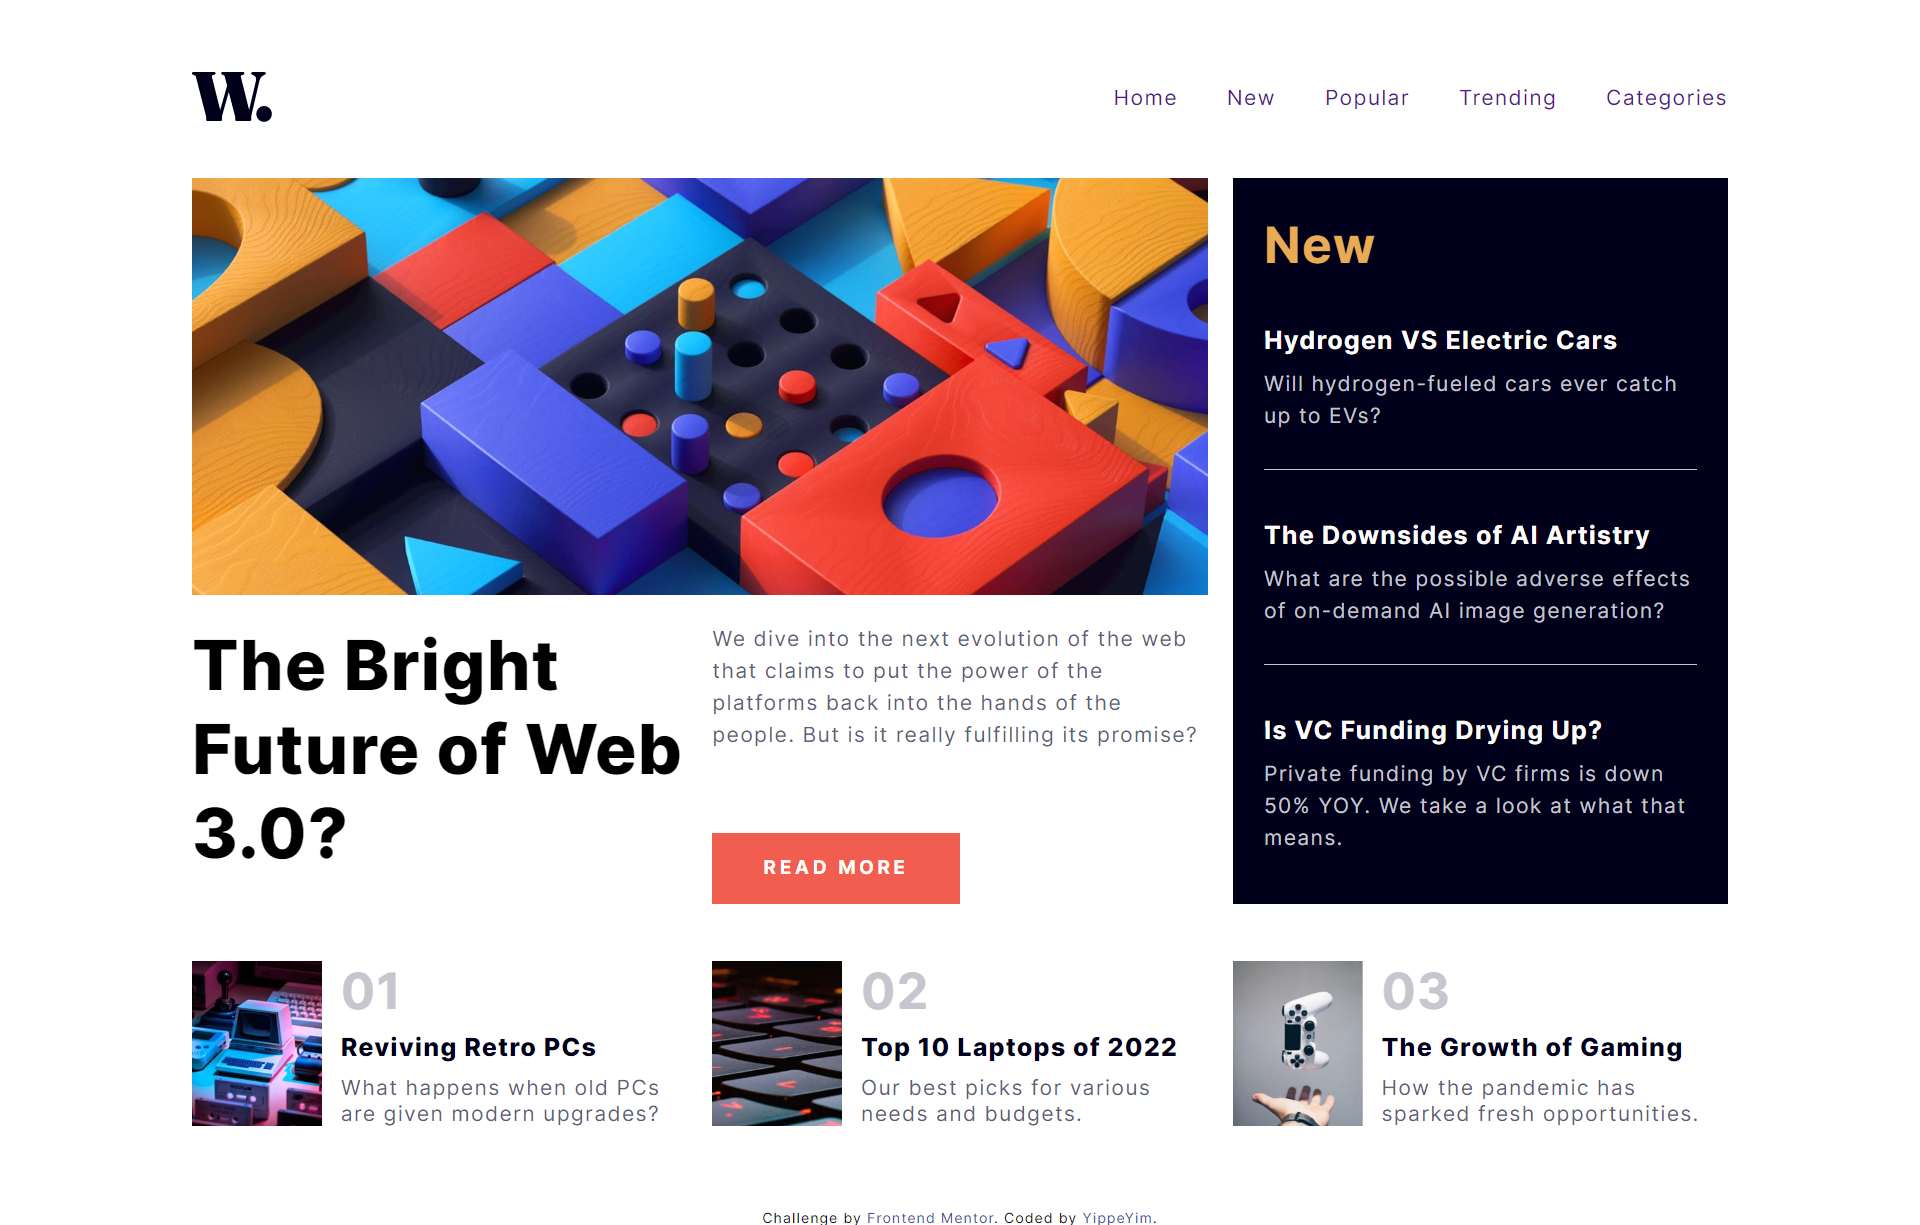 W.
Home New Popular Trending Categories
The Bright
Future of Web
3.0?
We dive into the next evolution of the web
that claims to put the power of the
platforms back into the hands of the
people. But is it really fulfilling its promise?
READ MORE
New
Hydrogen VS Electric Cars
Will hydrogen-fueled cars ever catch
up to EVs?
The Downsides of AI Artistry
What are the possible adverse effects
of on-demand AI image generation?
Is VC Funding Drying Up?
Private funding by VC firms is down
50% YOY. We take a look at what that
means.
01
Reviving Retro PCs
What happens when old PCs
are given modern upgrades?
02
Top 10 Laptops of 2022
Our best picks for various
needs and budgets.
03
The Growth of Gaming
How the pandemic has
sparked fresh opportunities.
Challenge by Frontend Mentor. Coded by YippeYim.